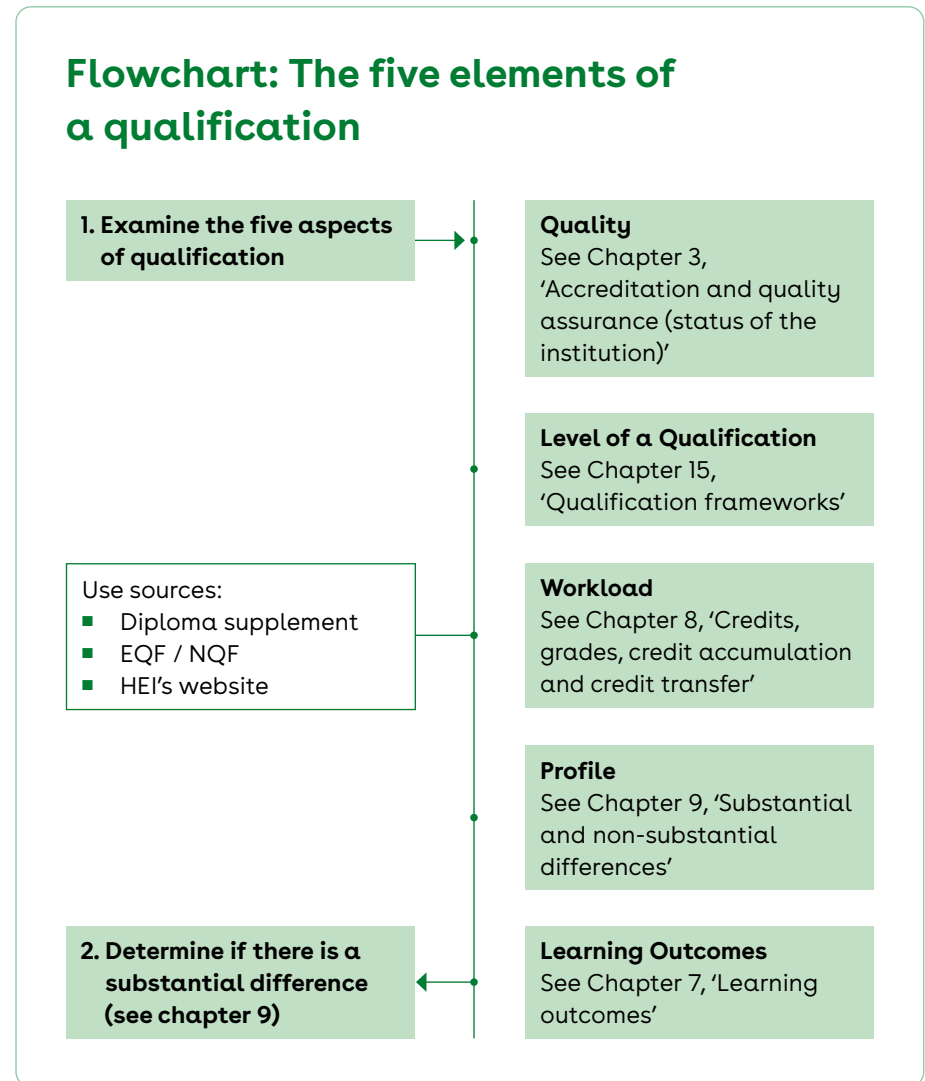 Flowchart: The five elements of
a qualification
1. Examine the five aspects
of qualification
Quality
See Chapter 3,
‘Accreditation and quality
assurance (status of the
institution)’
Level of a Qualification
See Chapter 15,
‘Qualification frameworks’
Use sources:
■ Diploma supplement
■ EQF / NQF
■ HEI’s website
Workload
See Chapter 8, ‘Credits,
grades, credit accumulation
and credit transfer’
Profile
See Chapter 9, ‘Substantial
and non-substantial
differences’
2. Determine if there is a
substantial difference
(see chapter 9)
Learning Outcomes
See Chapter 7, ‘Learning
outcomes’